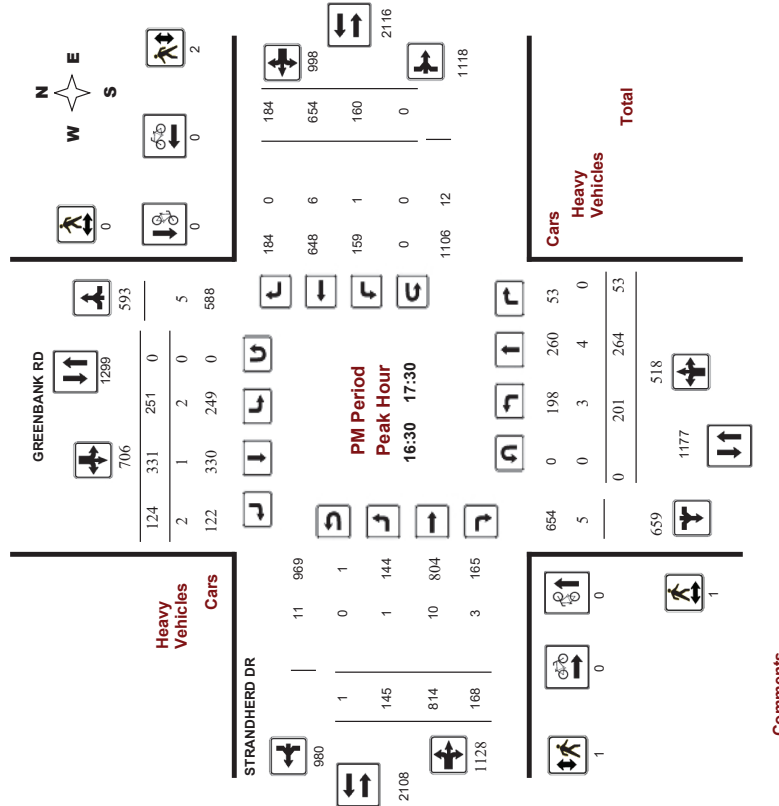 N
W E
S
2
0
0
0
GREENBANK RD
1299
706
593
124 331 251 0
2 1 2 0 5
122 330 249 0 588
Heavy
Vehicles
Cars
2116
998
1118
184 0 184
648 6 654
159 1 160
0 0 0
1106 12
PM Period
Peak Hour
16:30 17:30
STRANDHERD DR
980
2108
1128
11 969
1 0 1
145 1 144
814 10 804
168 3 165
Cars
Heavy
Vehicles
Total
654 0 198 260 53
5 0 3 4 0
0 201 264 53
659
518
1177
0
0
1
1
Comments